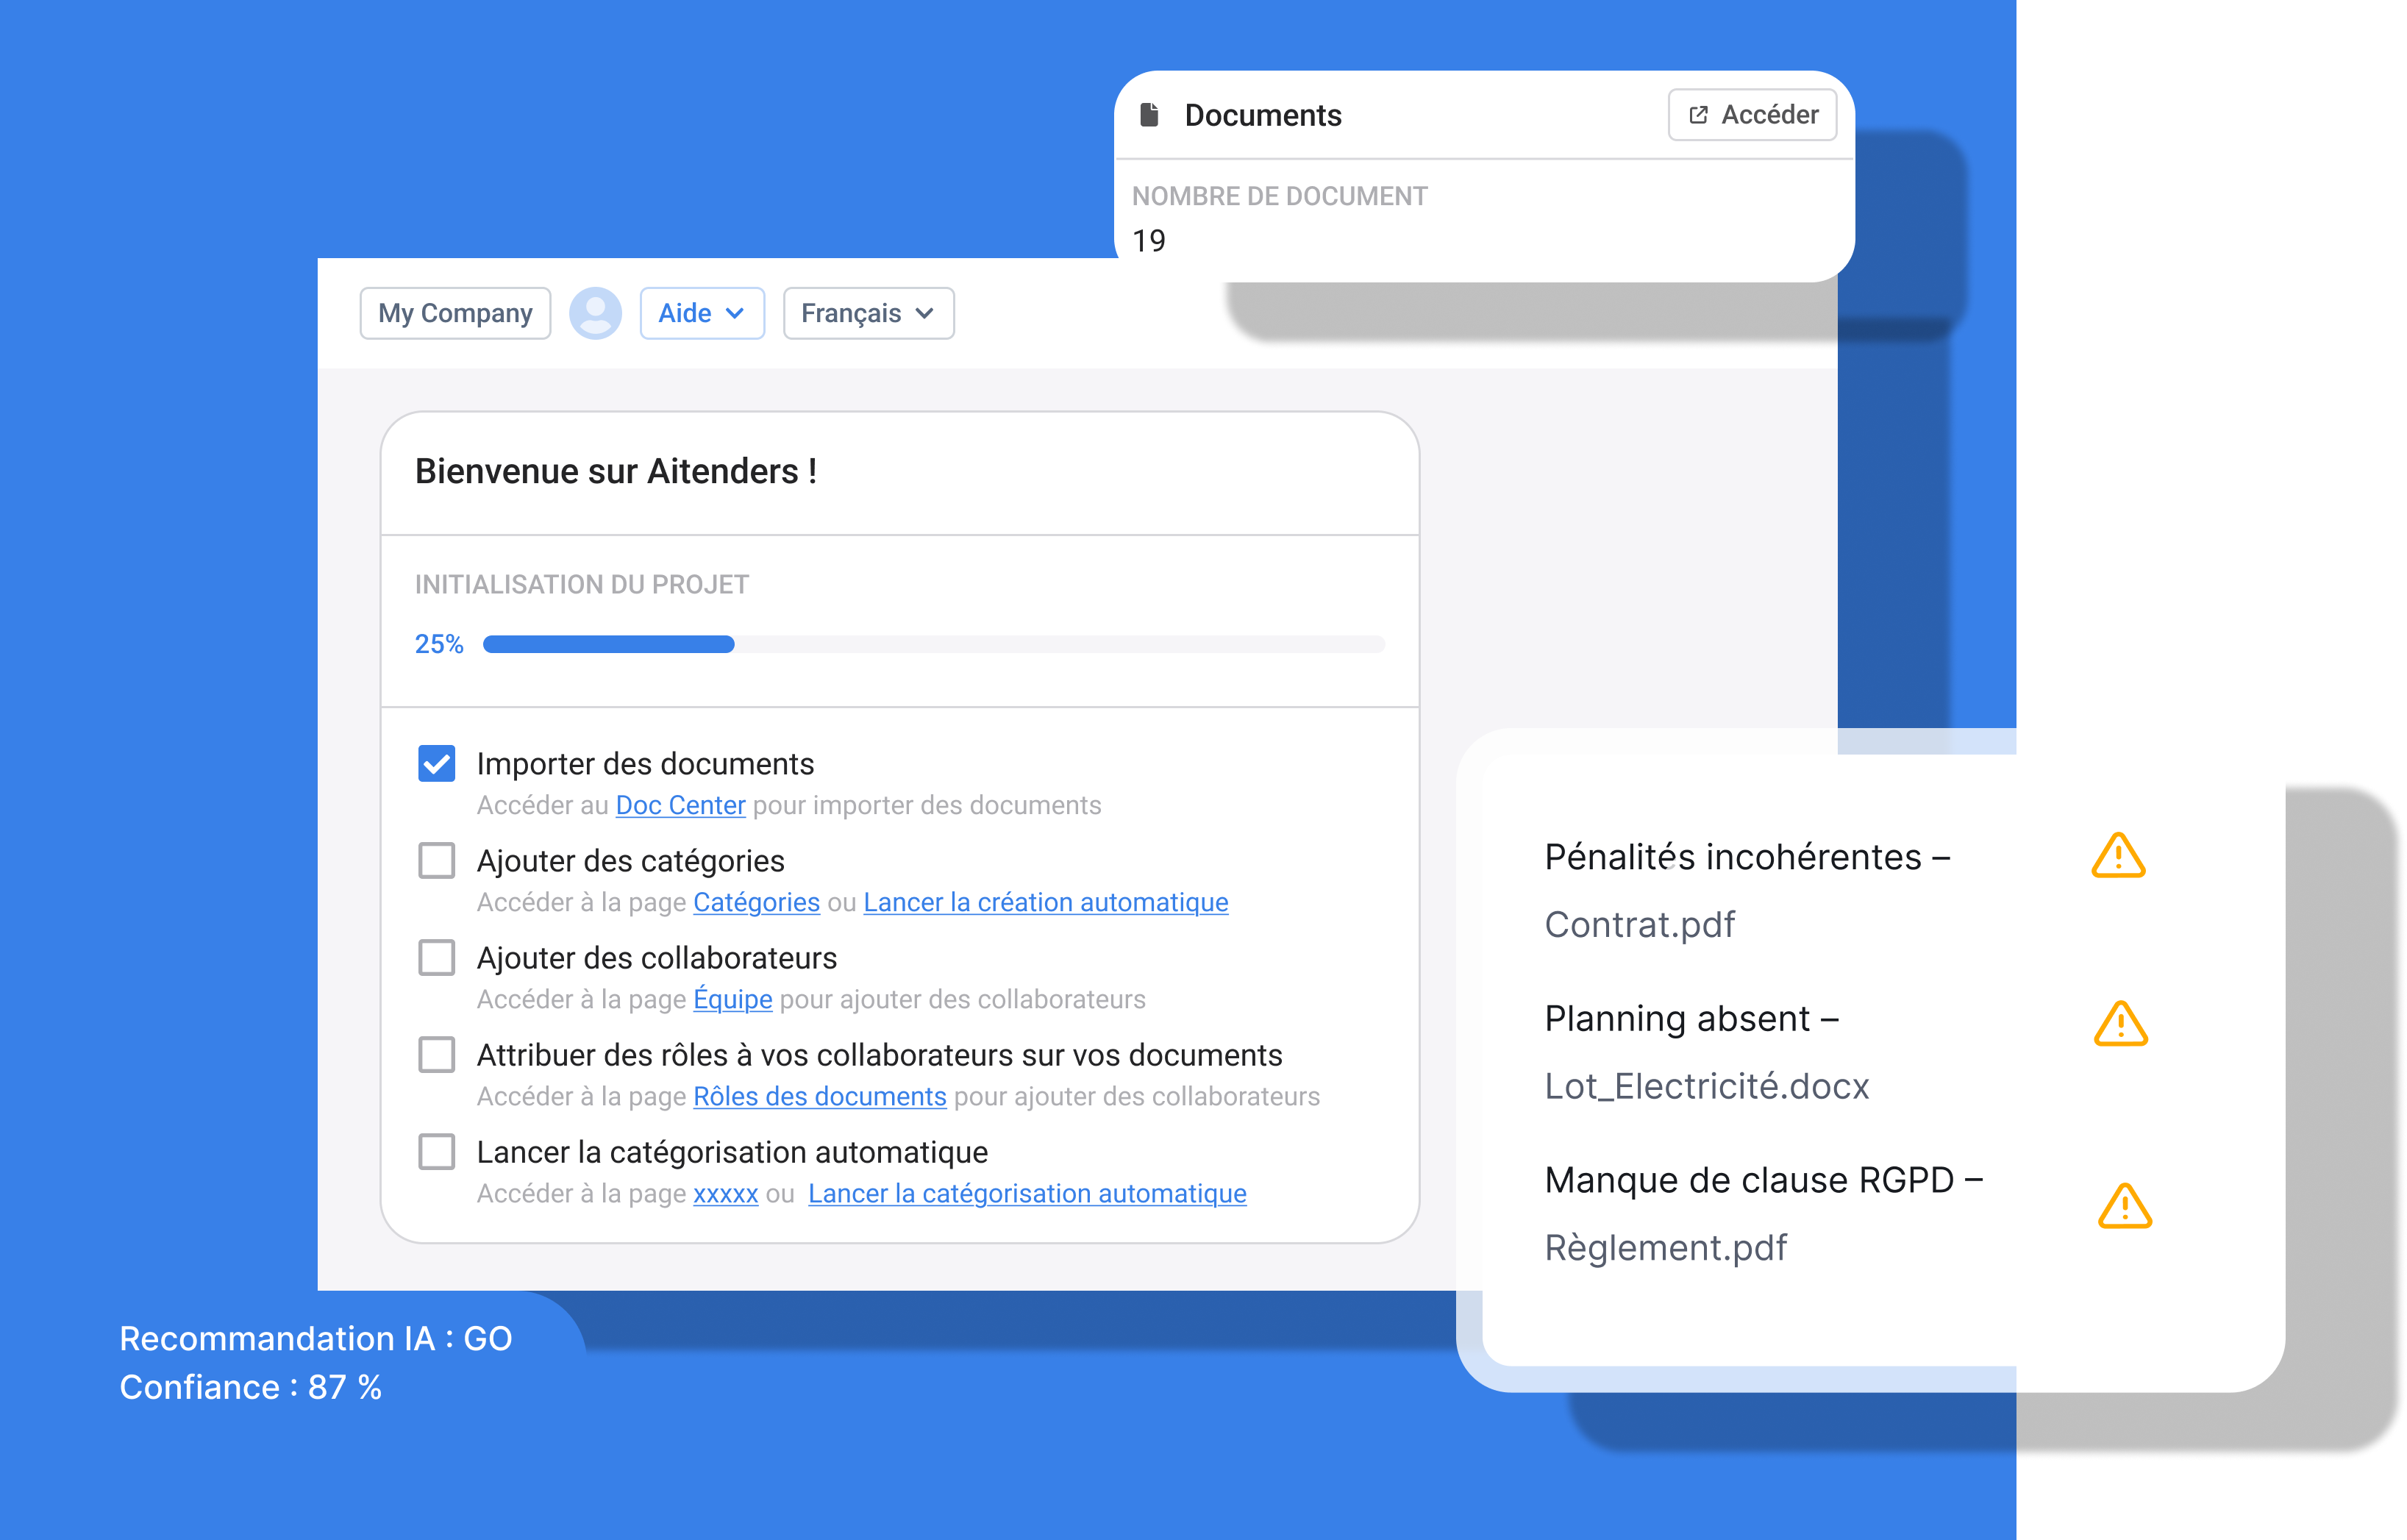 Documents
Accéder
NOMBRE DE DOCUMENT
19
My Company
Aide
Français
Bienvenue sur Aitenders !
INITIALISATION DU PROJET
25%
Importer des documents
Accéder au Doc Center pour importer des documents
Ajouter des catégories
Accéder à la page Catégories ou Lancer la création automatique
Ajouter des collaborateurs
Accéder à la page Équipe pour ajouter des collaborateurs
Attribuer des rôles à vos collaborateurs sur vos documents
Accéder à la page Rôles des documents pour ajouter des collaborateurs
Lancer la catégorisation automatique
Accéder à la page xxxxx ou Lancer la catégorisation automatique
Pénalités incohérentes –
Contrat.pdf
Planning absent –
Lot_Electricité.docx
Manque de clause RGPD –
Règlement.pdf
Recommandation IA : GO
Confiance : 87 %